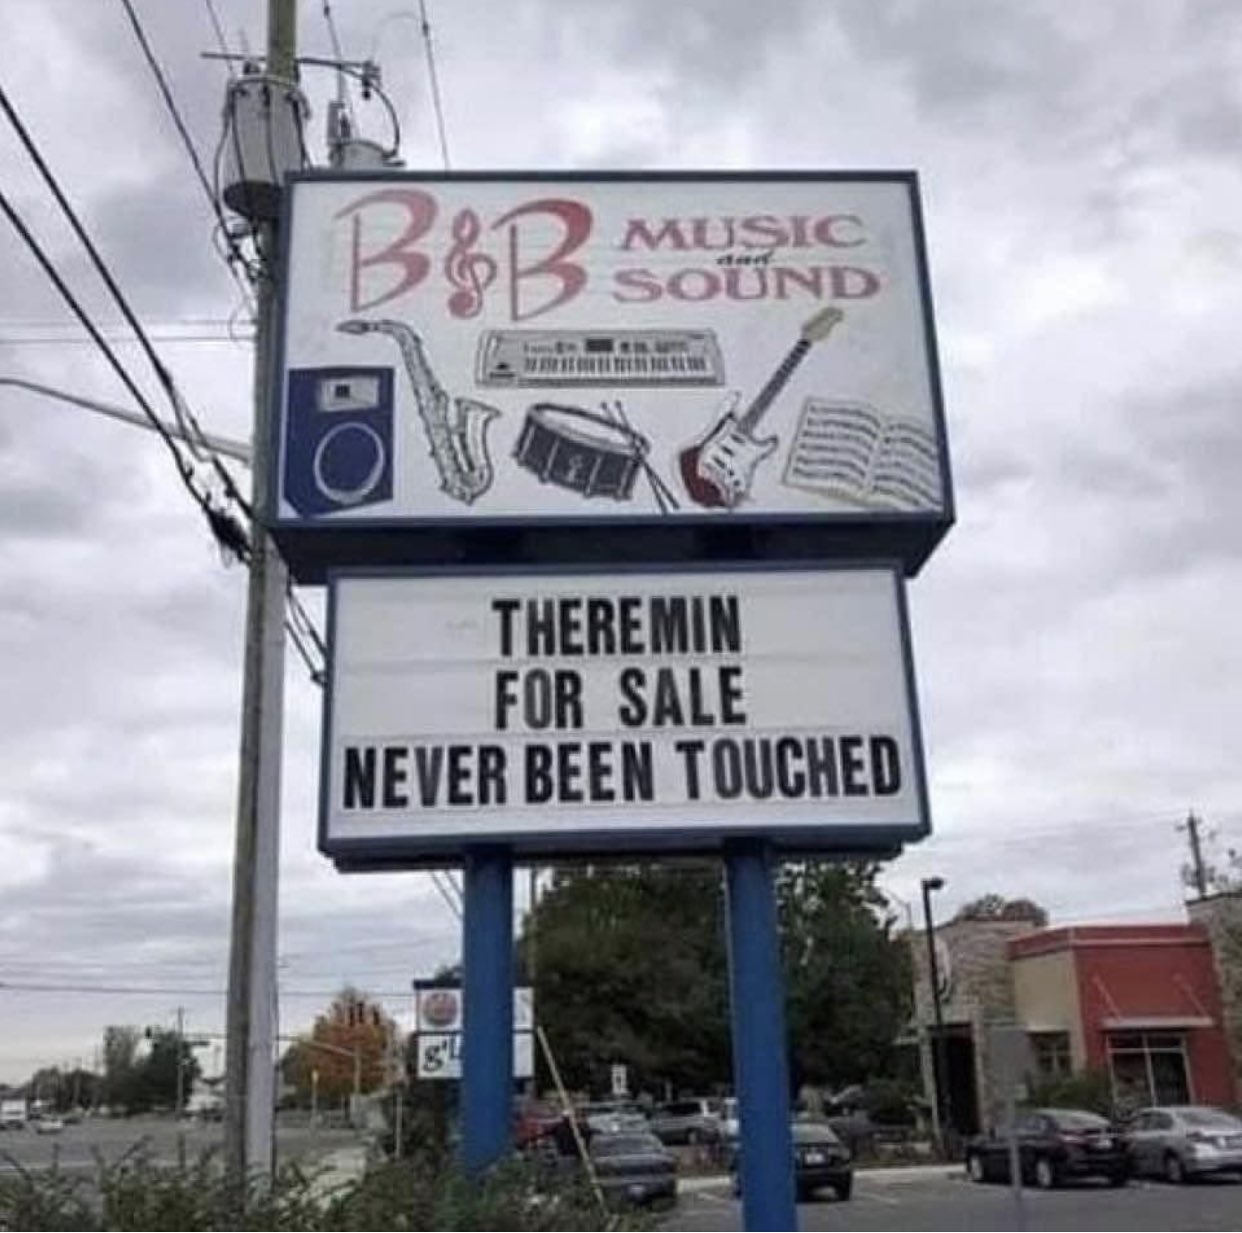 B&B MUSIC
and
SOUND
THEREMIN
FOR SALE
NEVER BEEN TOUCHED